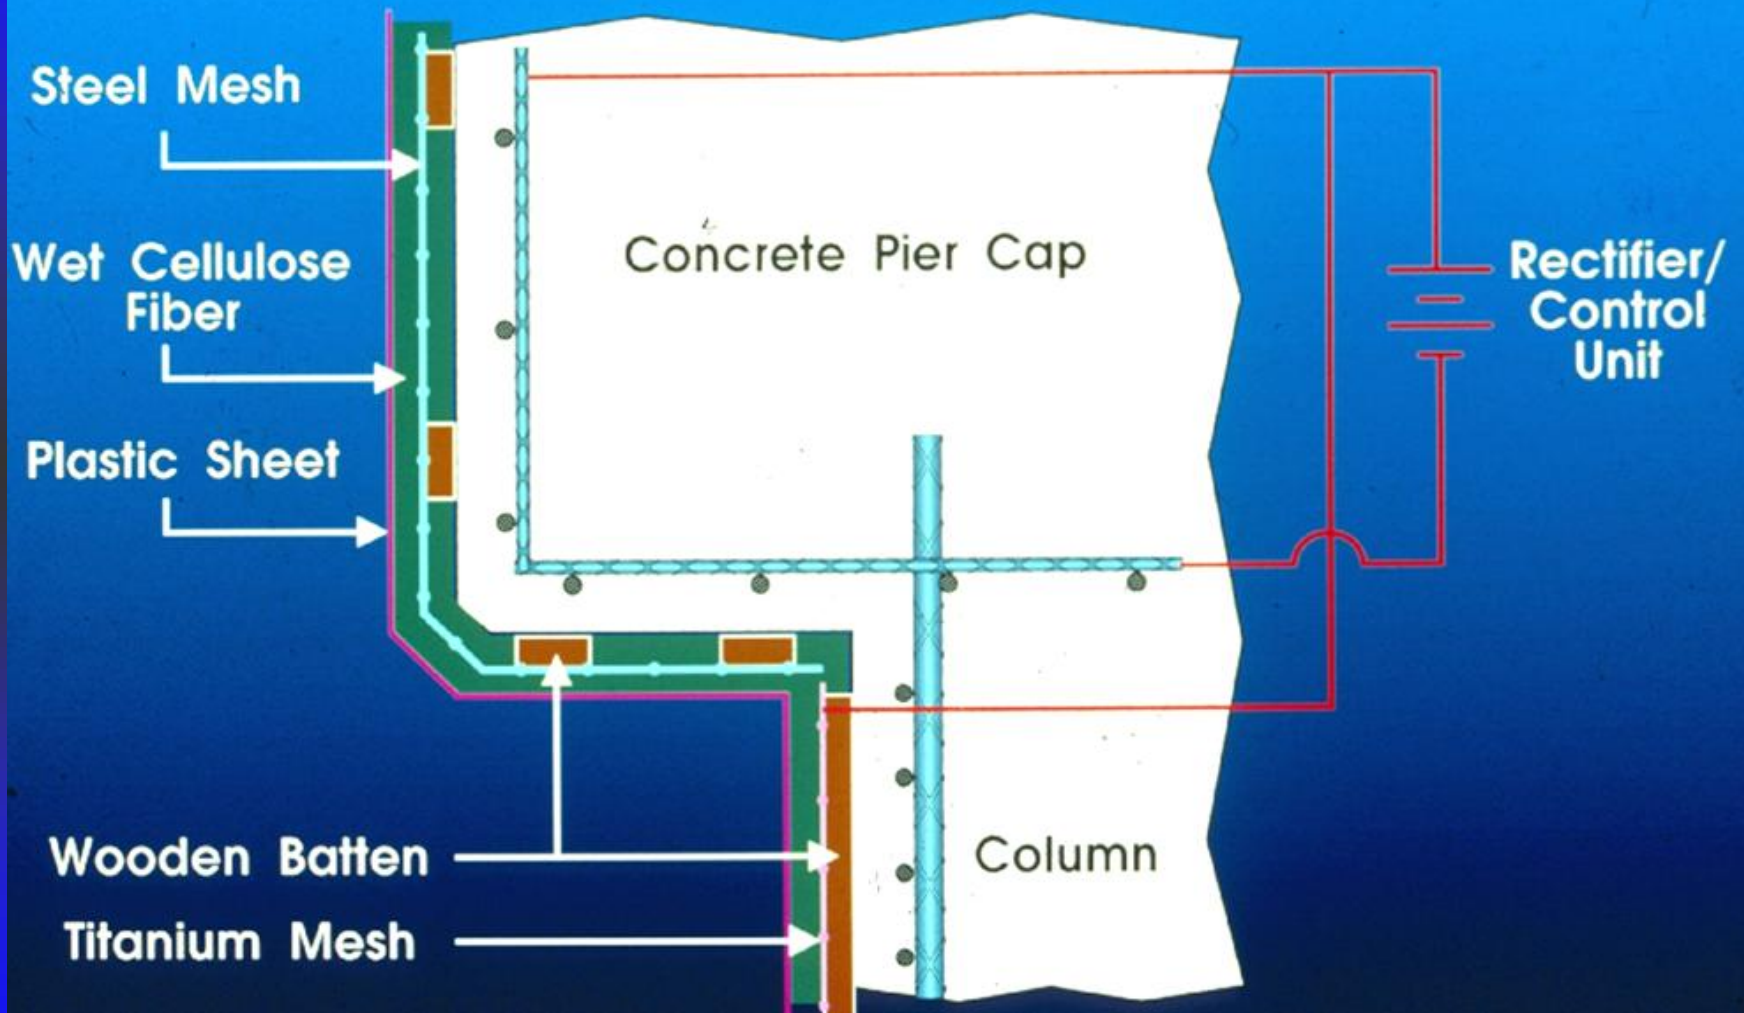 Steel Mesh
Wet Cellulose
Fiber
Plastic Sheet
Wooden Batten
Titanium Mesh
Concrete Pier Cap
Column
Rectifier/
Control
Unit